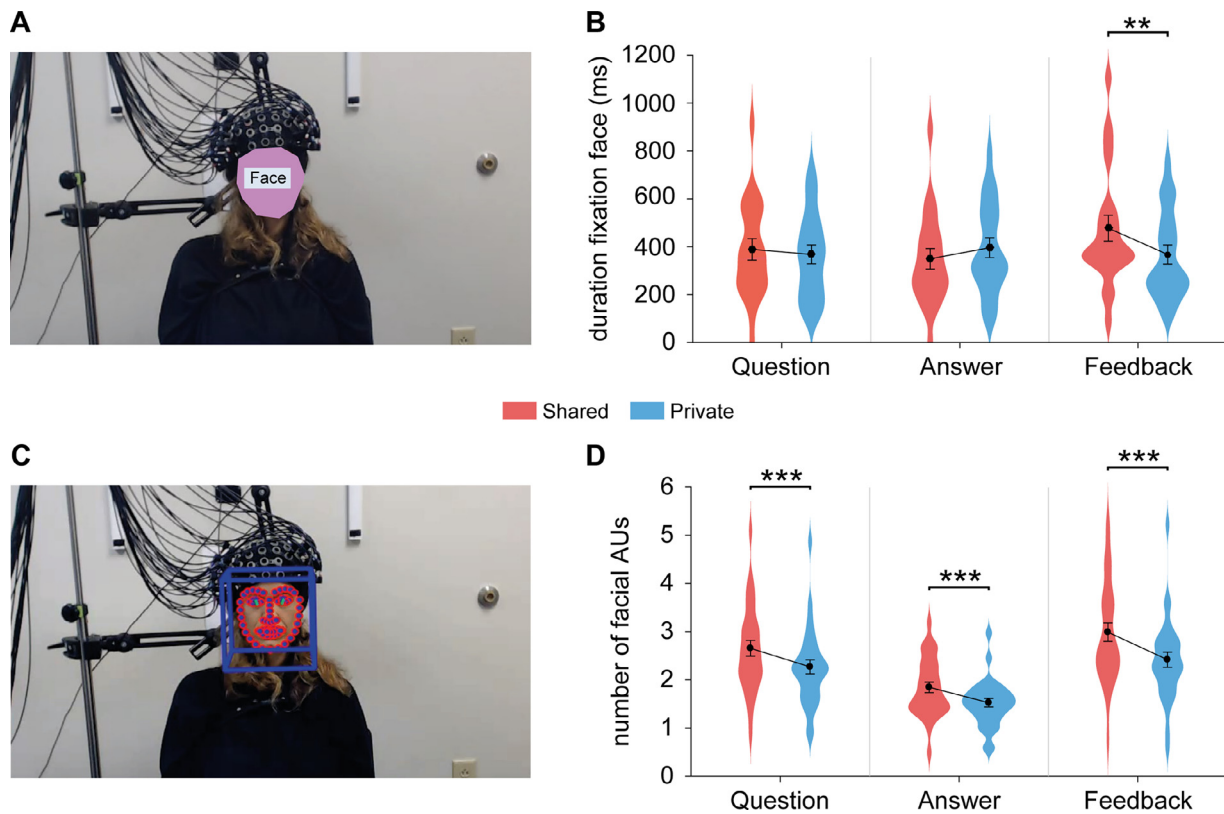 A
Face
B
**
duration fixation face (ms)
1200
1000
800
600
400
200
0
Question
Answer
Feedback
Shared
Private
C
D
***
***
***
number of facial AUs
6
5
4
3
2
1
0
Question
Answer
Feedback